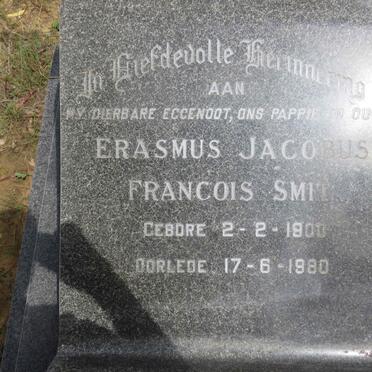 In Liefdevolle Herinnering
AAN
MY DIERBARE EGGENOOT, ONS PAPPIE EN OU
ERASMUS JACOBUS
FRANCOIS SMIT
GEBORE 2-2-1900
OORLEDE 17-6-1980